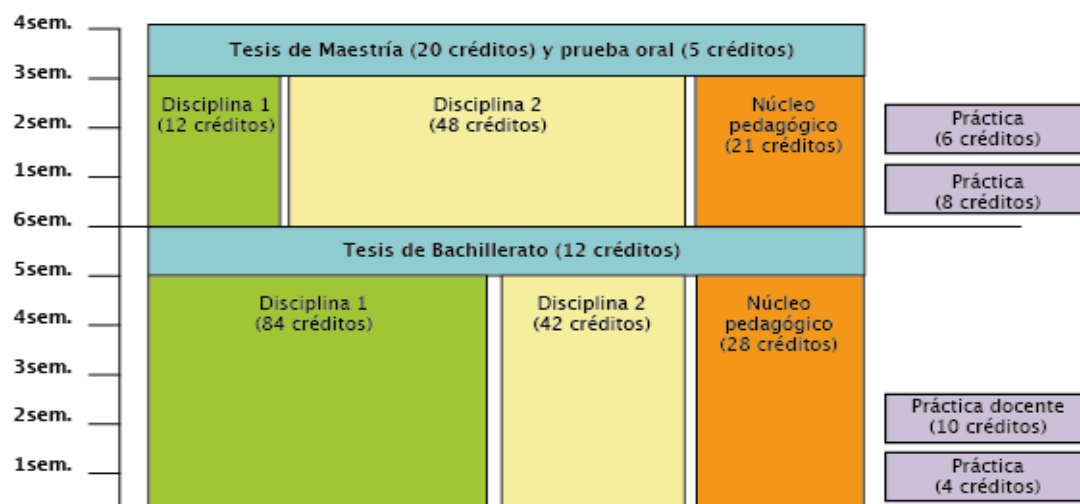 4sem.
Tesis de Maestría (20 créditos) y prueba oral (5 créditos)
3sem.
Disciplina 1
(12 créditos)
Disciplina 2
(48 créditos)
Núcleo
pedagógico
(21 créditos)
2sem.
Práctica
(6 créditos)
1sem.
Práctica
(8 créditos)
6sem.
Tesis de Bachillerato (12 créditos)
5sem.
Disciplina 1
(84 créditos)
Disciplina 2
(42 créditos)
Núcleo
pedagógico
(28 créditos)
4sem.
3sem.
2sem.
Práctica docente
(10 créditos)
1sem.
Práctica
(4 créditos)